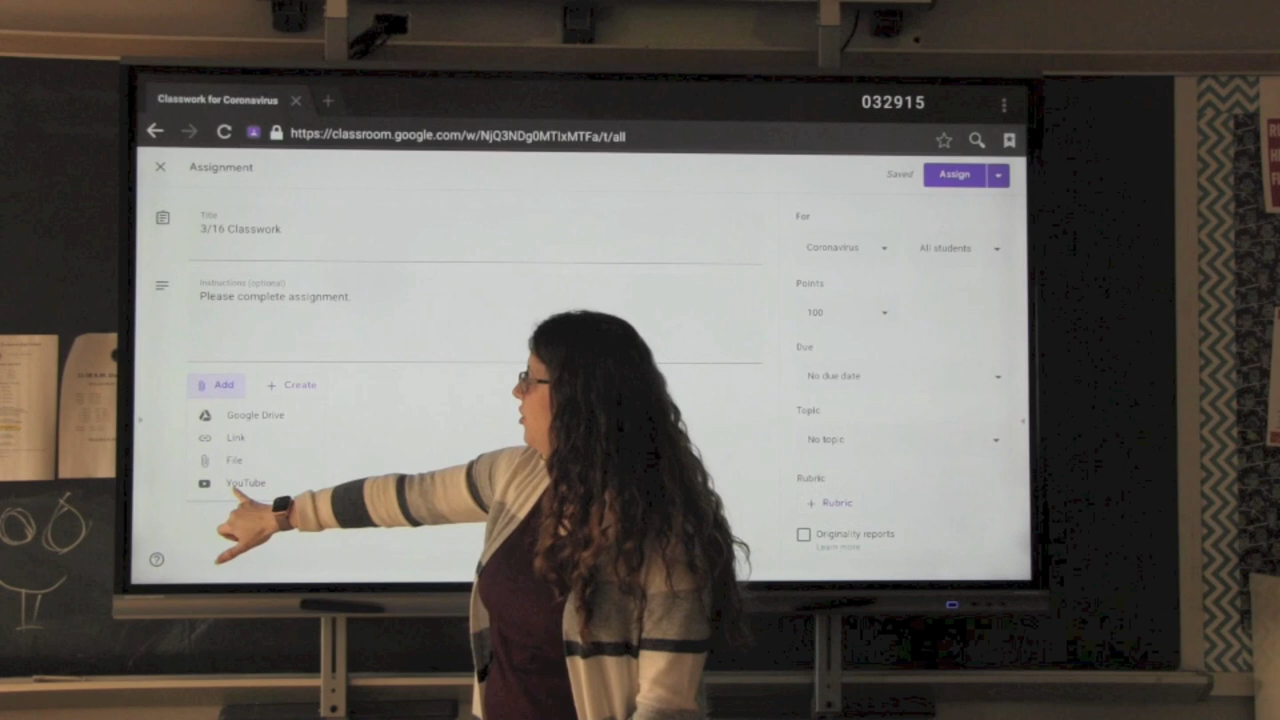 Classwork for Coronavirus
032915
https://classroom.google.com/w/NjQ3NDg0MTIxMTFa/t/all
Assignment
Saved
Assign
Title
3/16 Classwork
Instructions (optional)
Please complete assignment.
Add
Create
Google Drive
Link
File
YouTube
For
Coronavirus
All students
Points
100
Due
No due date
Topic
No topic
Rubric
+ Rubric
Originality reports
Learn more